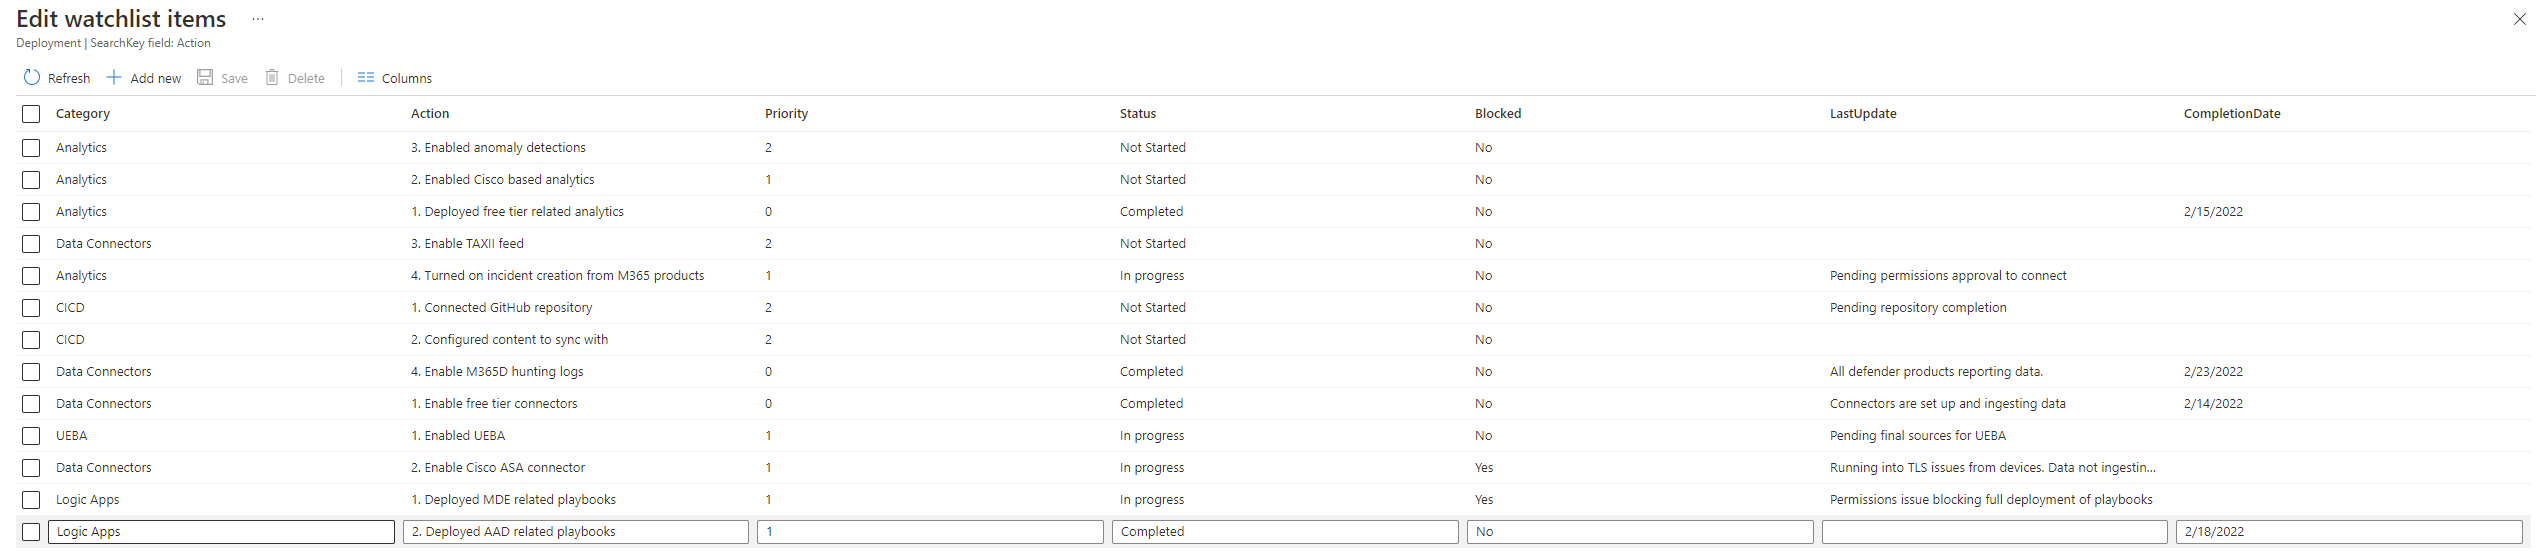 Edit watchlist items ...
Deployment | SearchKey field: Action
Refresh Add new Save Delete Columns
Category Action Priority Status Blocked LastUpdate CompletionDate
Analytics 3. Enabled anomaly detections 2 Not Started No
Analytics 2. Enabled Cisco based analytics 1 Not Started No
Analytics 1. Deployed free tier related analytics 0 Completed No 2/15/2022
Data Connectors 3. Enable TAXII feed 2 Not Started No
Analytics 4. Turned on incident creation from M365 products 1 In progress No Pending permissions approval to connect
CICD 1. Connected GitHub repository 2 Not Started No Pending repository completion
CICD 2. Configured content to sync with 2 Not Started No
Data Connectors 4. Enable M365D hunting logs 0 Completed No All defender products reporting data. 2/23/2022
Data Connectors 1. Enable free tier connectors 0 Completed No Connectors are set up and ingesting data 2/14/2022
UEBA 1. Enabled UEBA 1 In progress No Pending final sources for UEBA
Data Connectors 2. Enable Cisco ASA connector 1 In progress Yes Running into TLS issues from devices. Data not ingestin...
Logic Apps 1. Deployed MDE related playbooks 1 In progress Yes Permissions issue blocking full deployment of playbooks
Logic Apps 2. Deployed AAD related playbooks 1 Completed No 2/18/2022